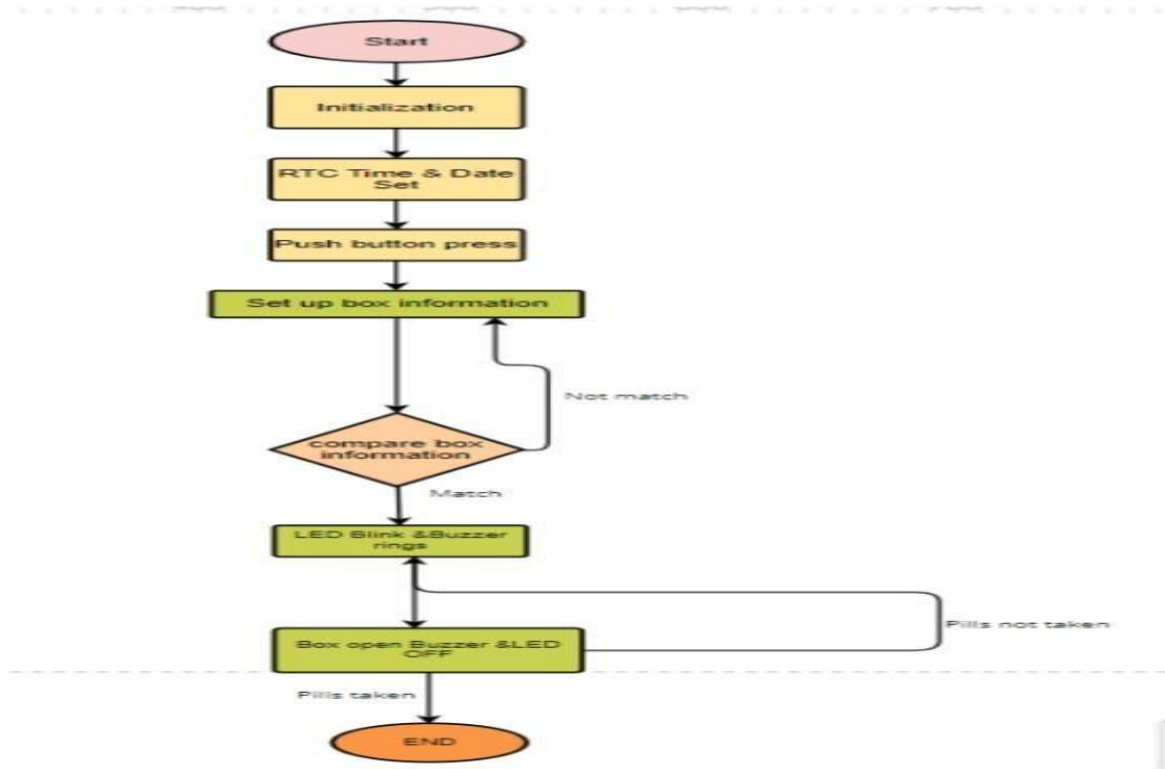 Start
Initialization
RTC Time & Date
Set
Push button press
Set up box information
Not match
compare box
information
Match
LED Blink &Buzzer
rings
Pills not taken
Box open Buzzer &LED
OFF
Pills taken
END